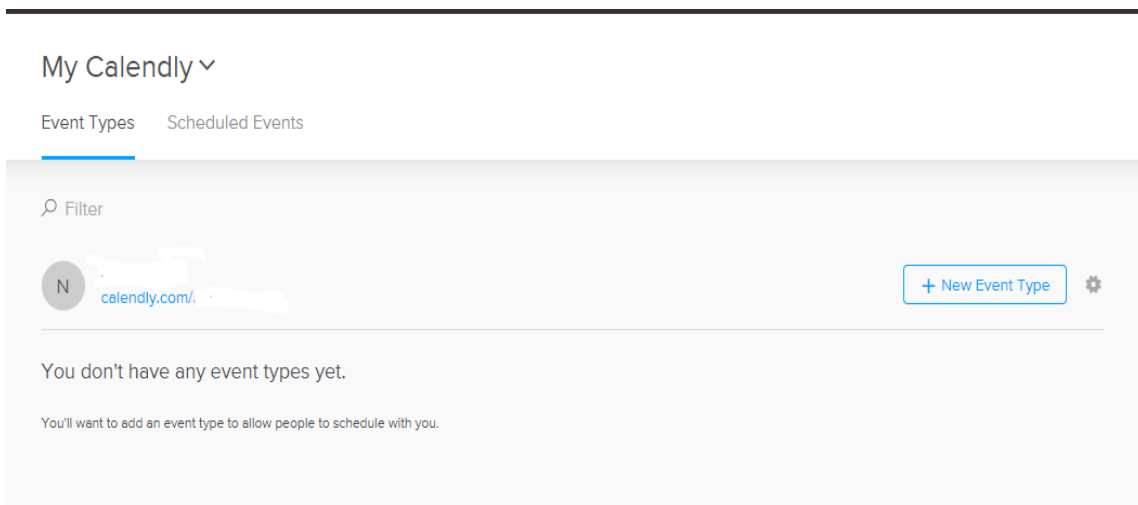 My Calendly
Event Types Scheduled Events
Filter
N
calendly.com/
+ New Event Type
You don't have any event types yet.
You'll want to add an event type to allow people to schedule with you.